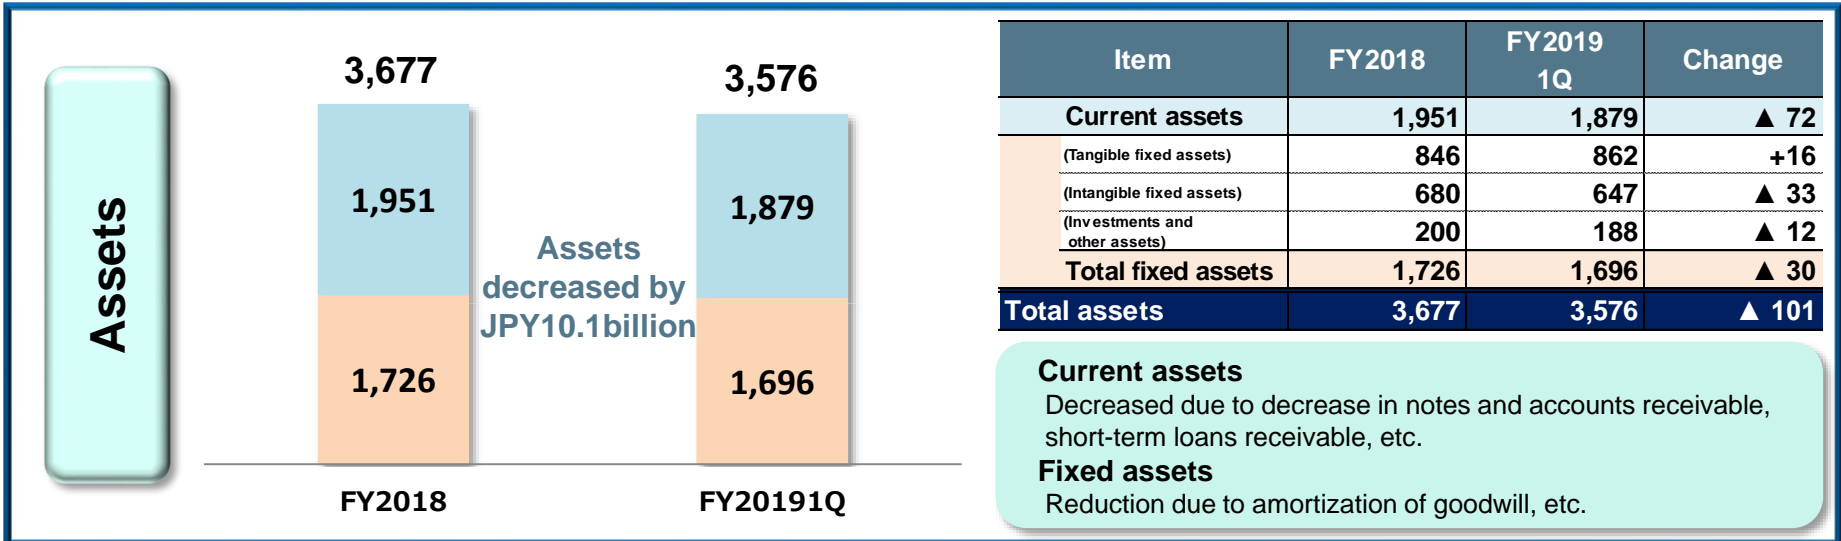 Assets
3,677
3,576
1,951
1,879
Assets
decreased by
JPY10.1billion
1,726
1,696
FY2018
FY20191Q
Item FY2018 FY2019 1Q Change
Current assets 1,951 1,879 ▲ 72
(Tangible fixed assets) 846 862 +16
(Intangible fixed assets) 680 647 ▲ 33
(Investments and
other assets) 200 188 ▲ 12
Total fixed assets 1,726 1,696 ▲ 30
Total assets 3,677 3,576 ▲ 101
Current assets
Decreased due to decrease in notes and accounts receivable,
short-term loans receivable, etc.
Fixed assets
Reduction due to amortization of goodwill, etc.